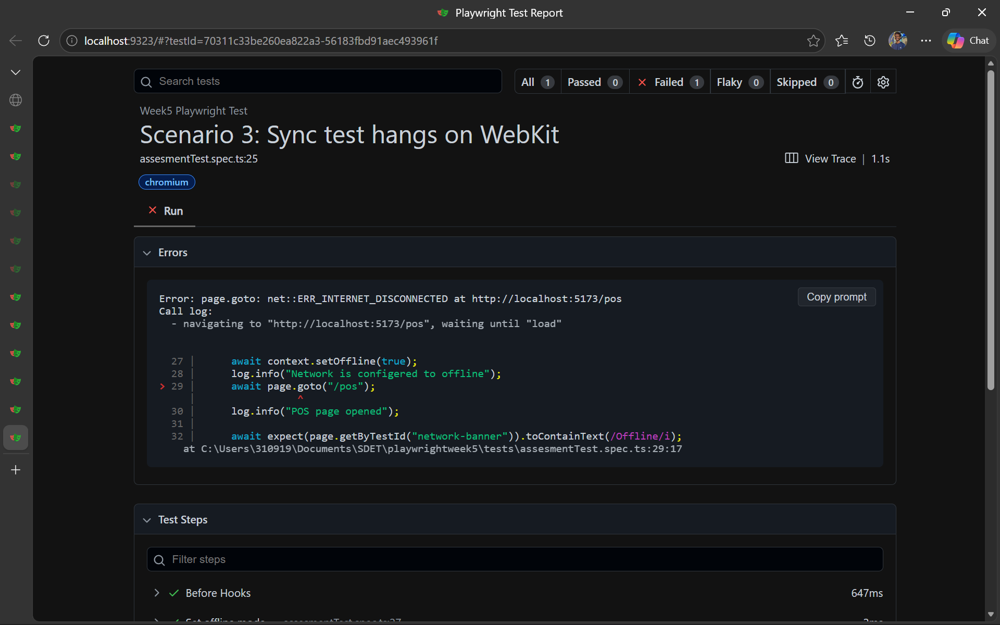 Playwright Test Report
localhost:9323/#?testId=70311c33be260ea822a3-56183fbd91aec493961f
Chat
Search tests
All 1 Passed 0 Failed 1 Flaky 0 Skipped 0
Week5 Playwright Test
Scenario 3: Sync test hangs on WebKit
assesmentTest.spec.ts:25
View Trace | 1.1s
chromium
Run
Errors
Copy prompt
Error: page.goto: net::ERR_INTERNET_DISCONNECTED at http://localhost:5173/pos
Call log:
- navigating to "http://localhost:5173/pos", waiting until "load"
27 | await context.setOffline(true);
28 | log.info("Network is configered to offline");
> 29 | await page.goto("/pos");
| ^
30 | log.info("POS page opened");
31 |
32 | await expect(page.getByTestId("network-banner")).toContainText(/Offline/i);
at C:\Users\310919\Documents\SDET\playwrightweek5\tests\assesmentTest.spec.ts:29:17
Test Steps
Filter steps
Before Hooks 647ms